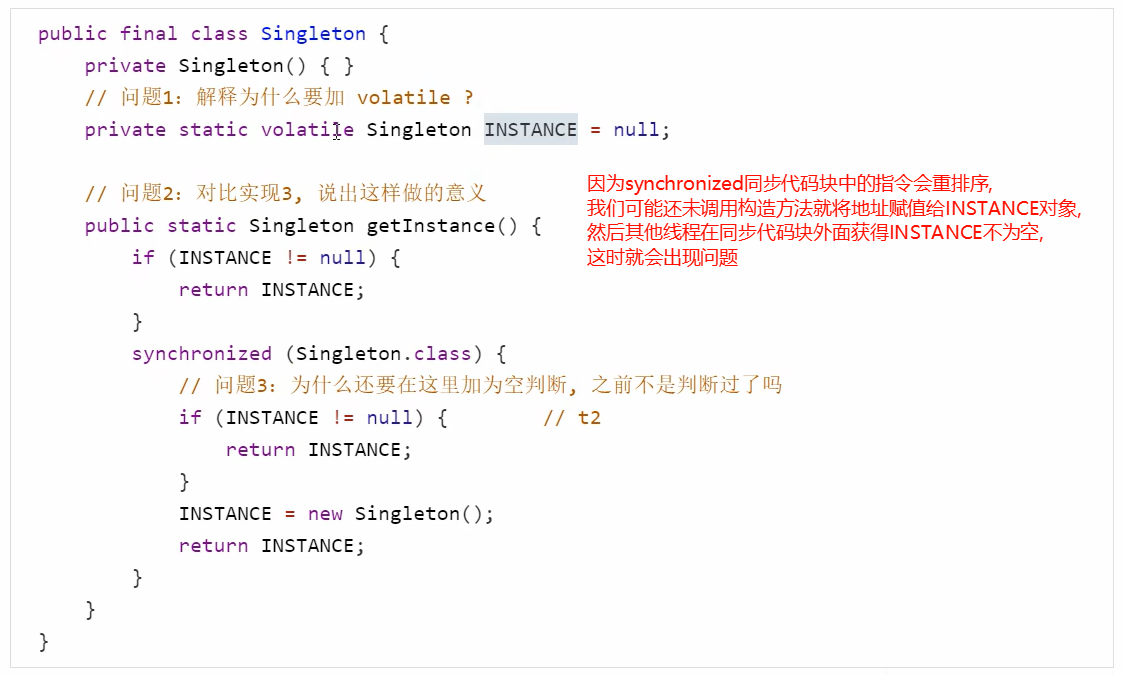 public final class Singleton {
private Singleton() { }
// 问题1：解释为什么要加 volatile ?
private static volatile Singleton INSTANCE = null;
// 问题2：对比实现3, 说出这样做的意义
因为synchronized同步代码块中的指令会重排序,
我们可能还未调用构造方法就将地址赋值给INSTANCE对象,
然后其他线程在同步代码块外面获得INSTANCE不为空,
这时就会出现问题
public static Singleton getInstance() {
if (INSTANCE != null) {
return INSTANCE;
}
synchronized (Singleton.class) {
// 问题3：为什么还要在这里加为空判断, 之前不是判断过了吗
if (INSTANCE != null) { // t2
return INSTANCE;
}
INSTANCE = new Singleton();
return INSTANCE;
}
}
}